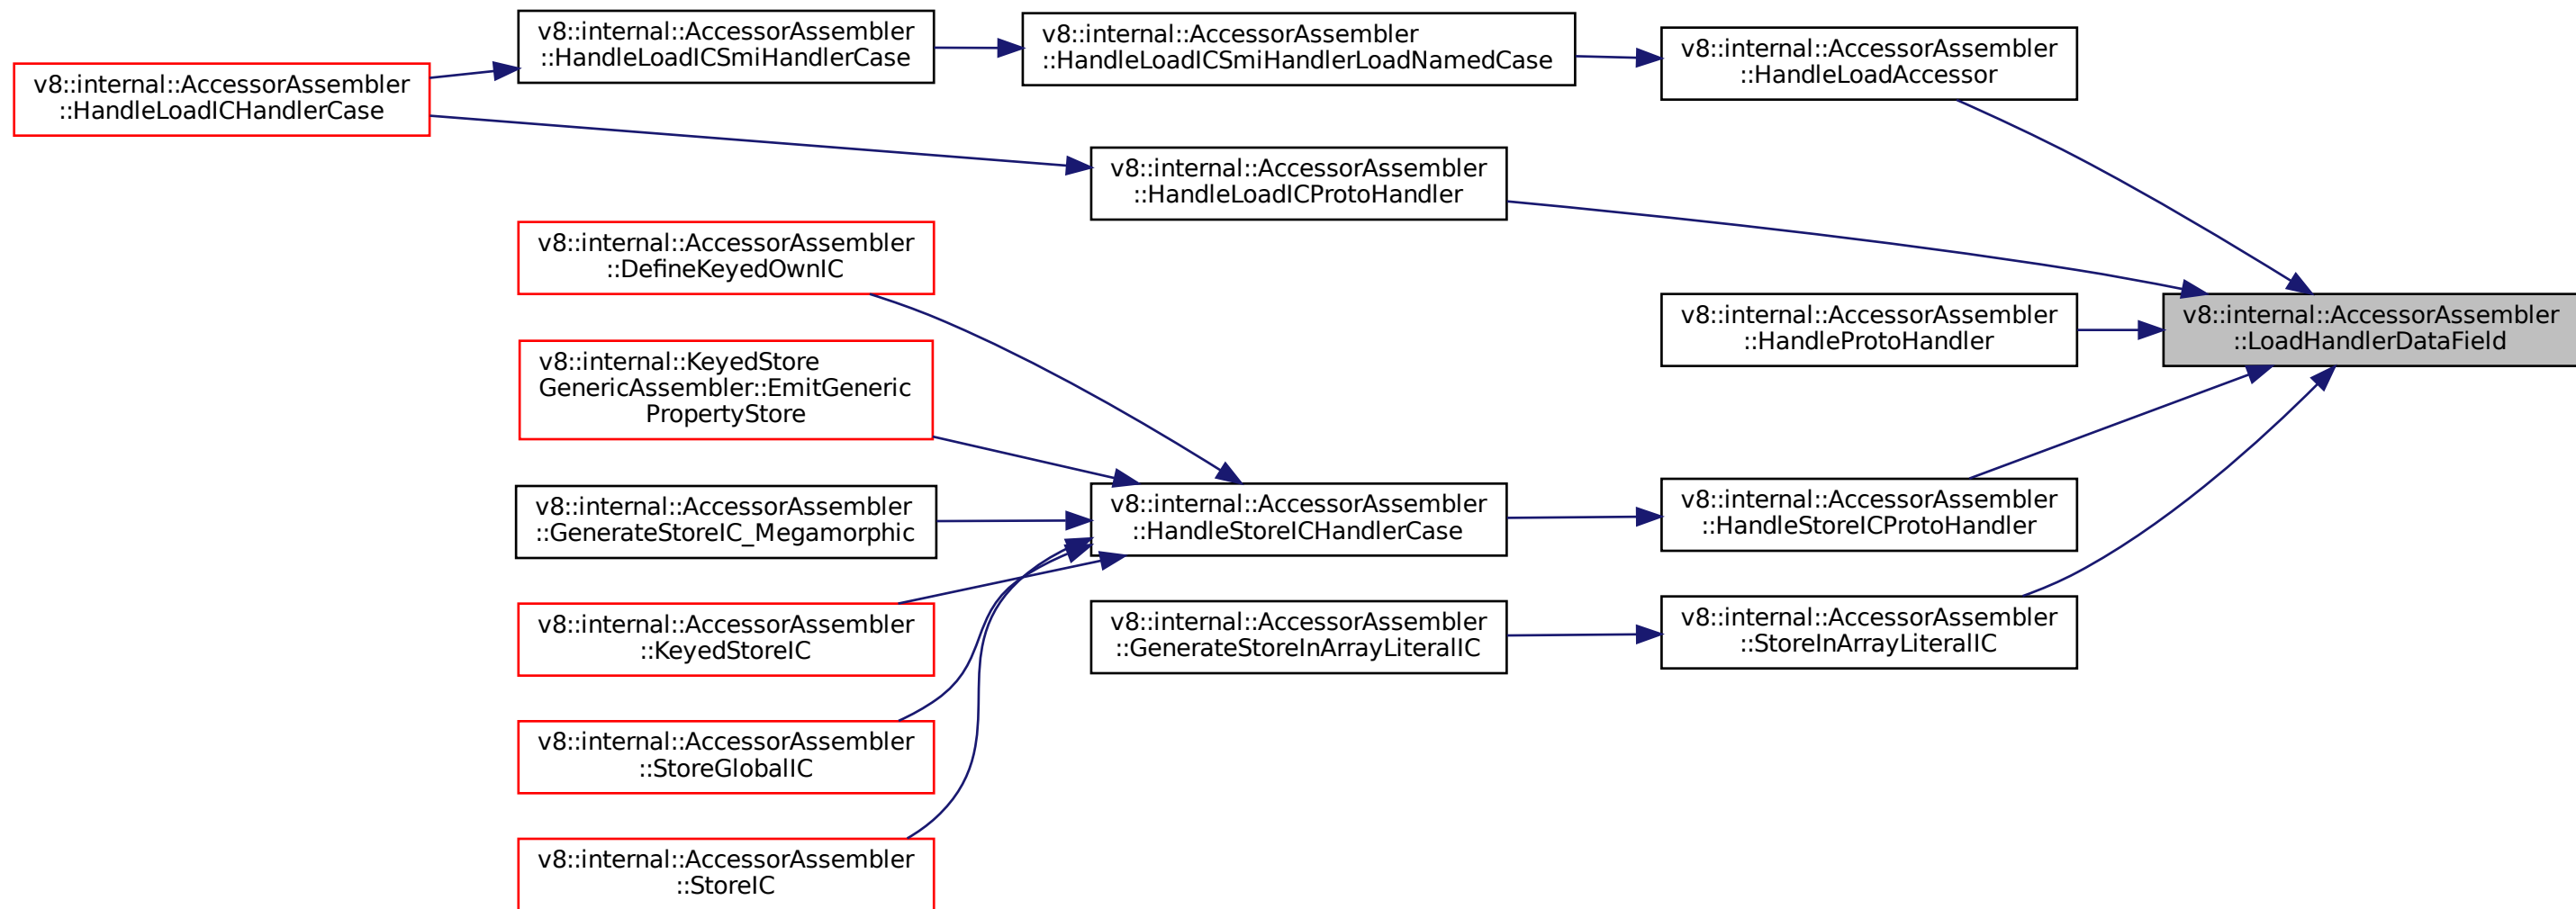 v8::internal::AccessorAssembler
::HandleLoadICHandlerCase
v8::internal::AccessorAssembler
::HandleLoadICSmiHandlerCase
v8::internal::AccessorAssembler
::HandleLoadICSmiHandlerLoadNamedCase
v8::internal::AccessorAssembler
::HandleLoadAccessor
v8::internal::AccessorAssembler
::HandleLoadICProtoHandler
v8::internal::AccessorAssembler
::DefineKeyedOwnIC
v8::internal::AccessorAssembler
::HandleProtoHandler
v8::internal::AccessorAssembler
::LoadHandlerDataField
v8::internal::KeyedStore
GenericAssembler::EmitGeneric
PropertyStore
v8::internal::AccessorAssembler
::GenerateStoreIC_Megamorphic
v8::internal::AccessorAssembler
::HandleStoreICHandlerCase
v8::internal::AccessorAssembler
::HandleStoreICProtoHandler
v8::internal::AccessorAssembler
::KeyedStoreIC
v8::internal::AccessorAssembler
::GenerateStoreInArrayLiteralIC
v8::internal::AccessorAssembler
::StoreInArrayLiteralIC
v8::internal::AccessorAssembler
::StoreGlobalIC
v8::internal::AccessorAssembler
::StoreIC